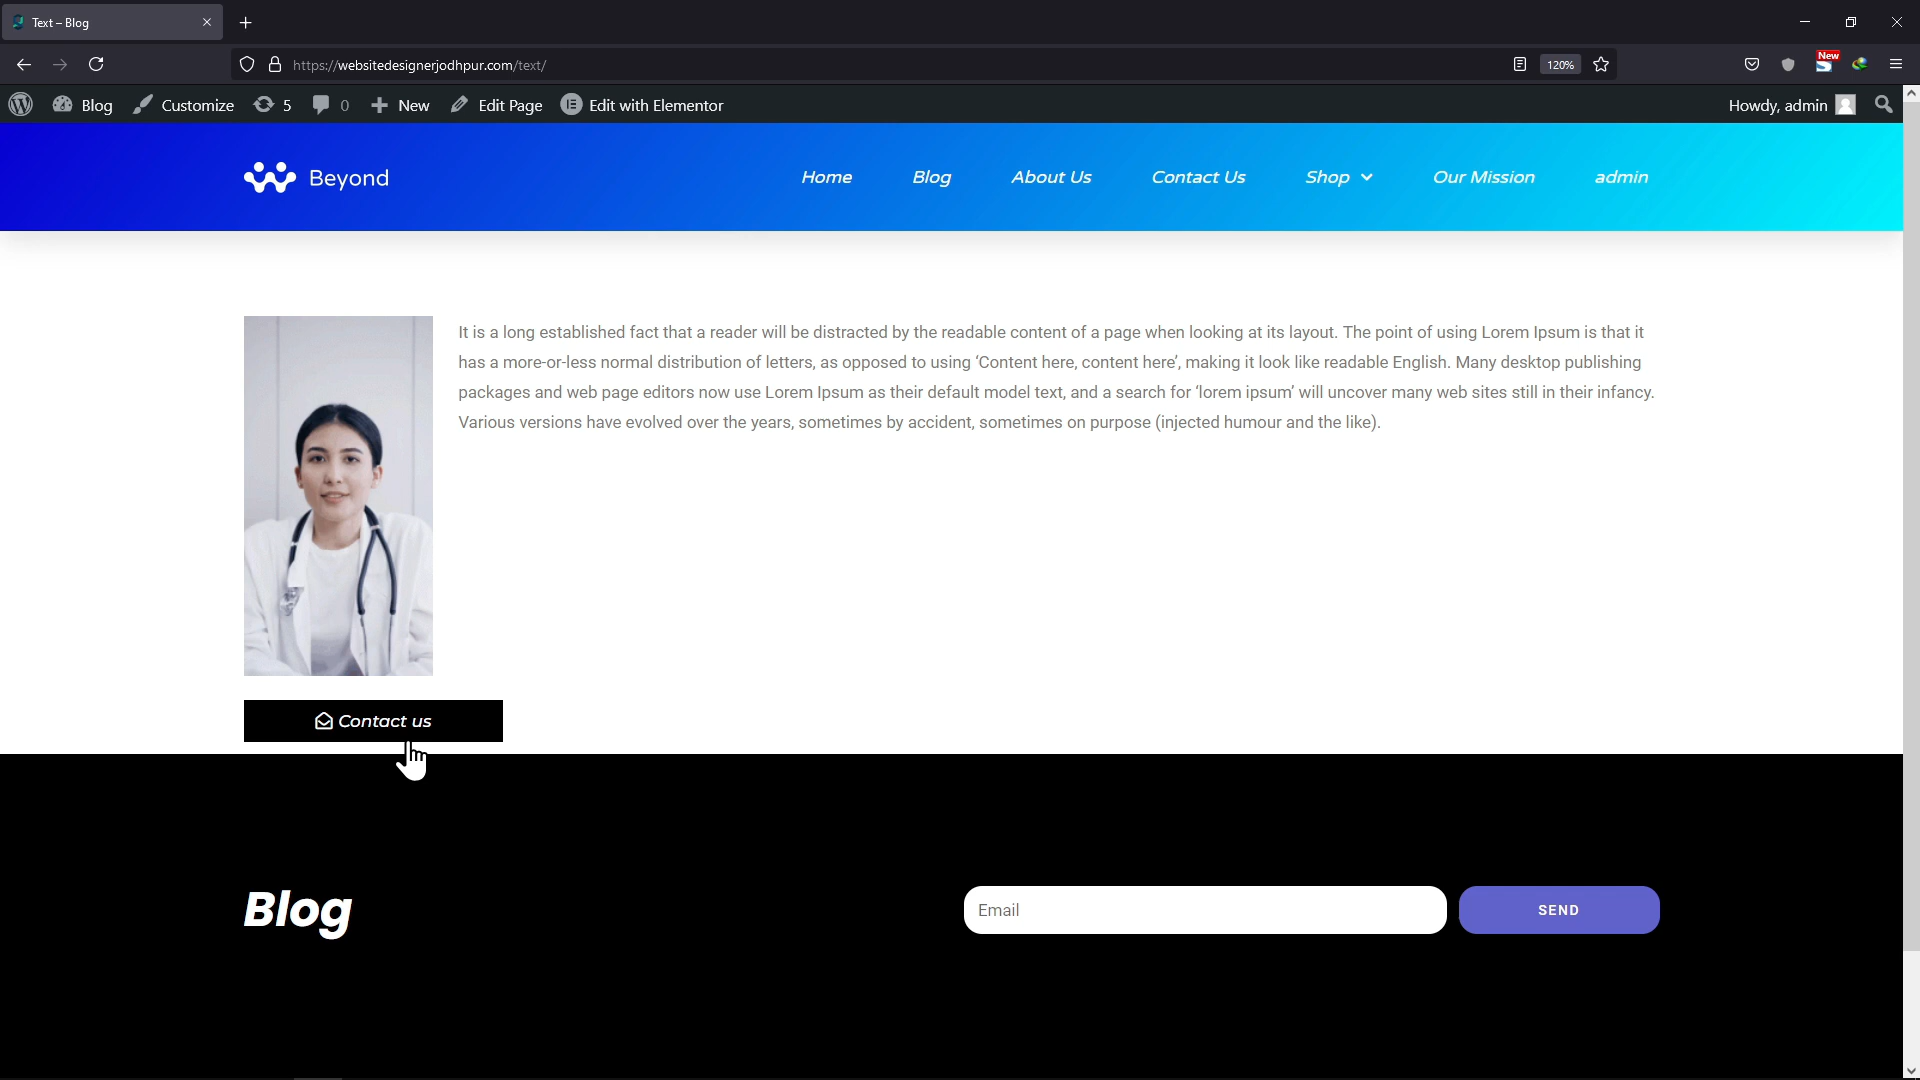 Text – Blog
https://websitedesignerjodhpur.com/text/
120%
New
Blog
Customize
5
0
New
Edit Page
Edit with Elementor
Howdy, admin
Beyond
Home
Blog
About Us
Contact Us
Shop
Our Mission
admin
It is a long established fact that a reader will be distracted by the readable content of a page when looking at its layout. The point of using Lorem Ipsum is that it
has a more-or-less normal distribution of letters, as opposed to using ‘Content here, content here’, making it look like readable English. Many desktop publishing
packages and web page editors now use Lorem Ipsum as their default model text, and a search for ‘lorem ipsum’ will uncover many web sites still in their infancy.
Various versions have evolved over the years, sometimes by accident, sometimes on purpose (injected humour and the like).
Contact us
Blog
Email
SEND